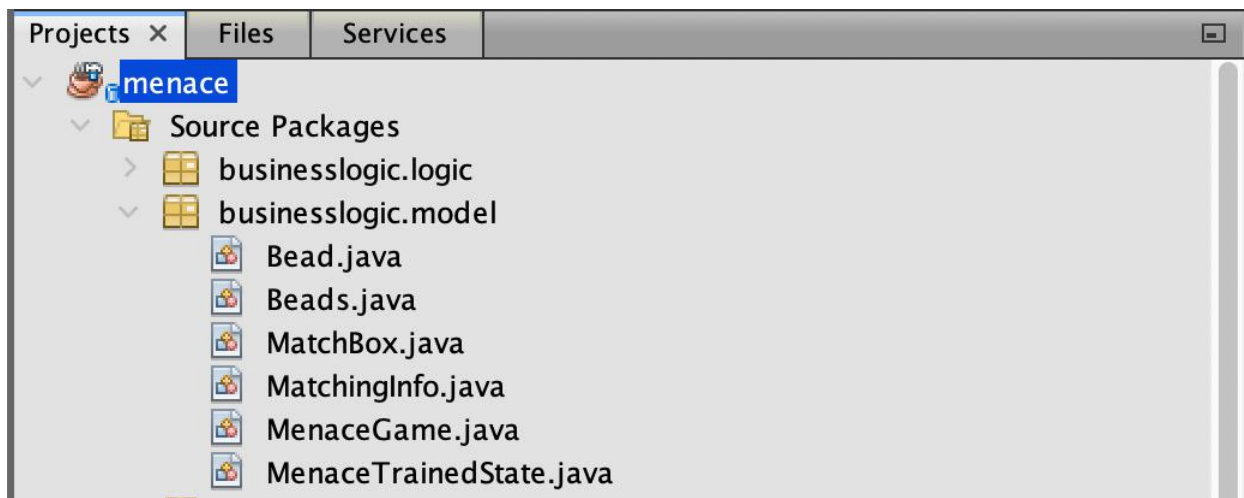 Projects × Files Services
menace
Source Packages
businesslogic.logic
businesslogic.model
Bead.java
Beads.java
MatchBox.java
MatchingInfo.java
MenaceGame.java
MenaceTrainedState.java